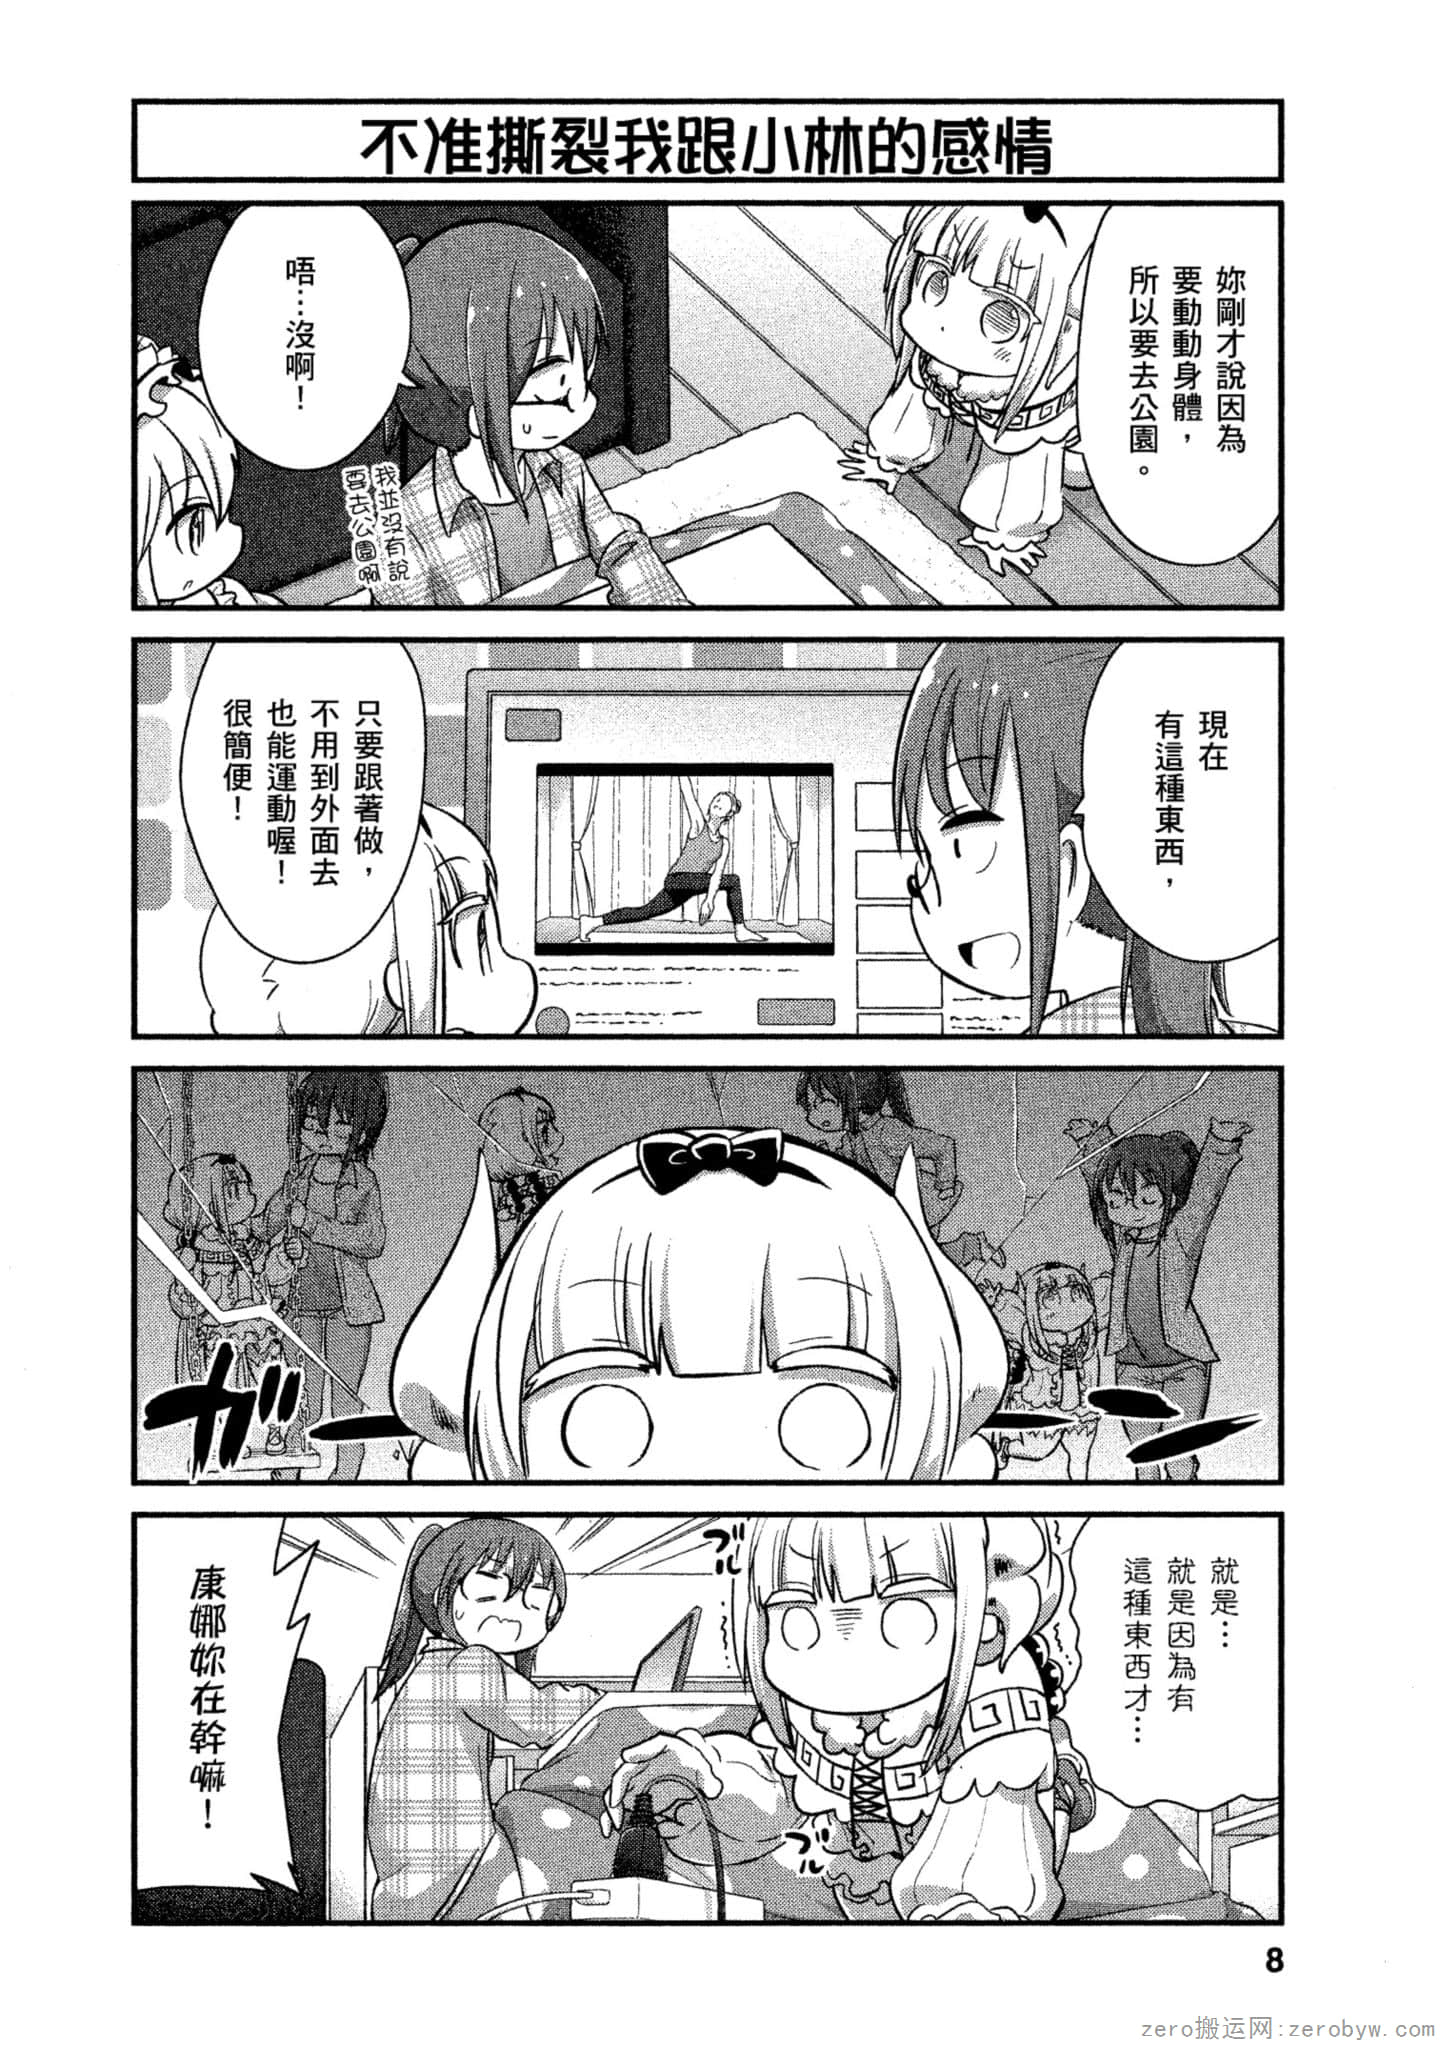 不准撕裂我跟小林的感情
妳剛才說因為
要動動身體，
所以要去公園。
唔…沒啊！
我並沒有說
要去公園啊
現在
有這種東西，
只要跟著做，
不用到外面去
也能運動喔！
很簡便！
ガーーン
就是…
就是因為有
這種東西才…
ブル
ブル
康娜妳在幹嘛！
8
zero搬运网:zerobyw.com